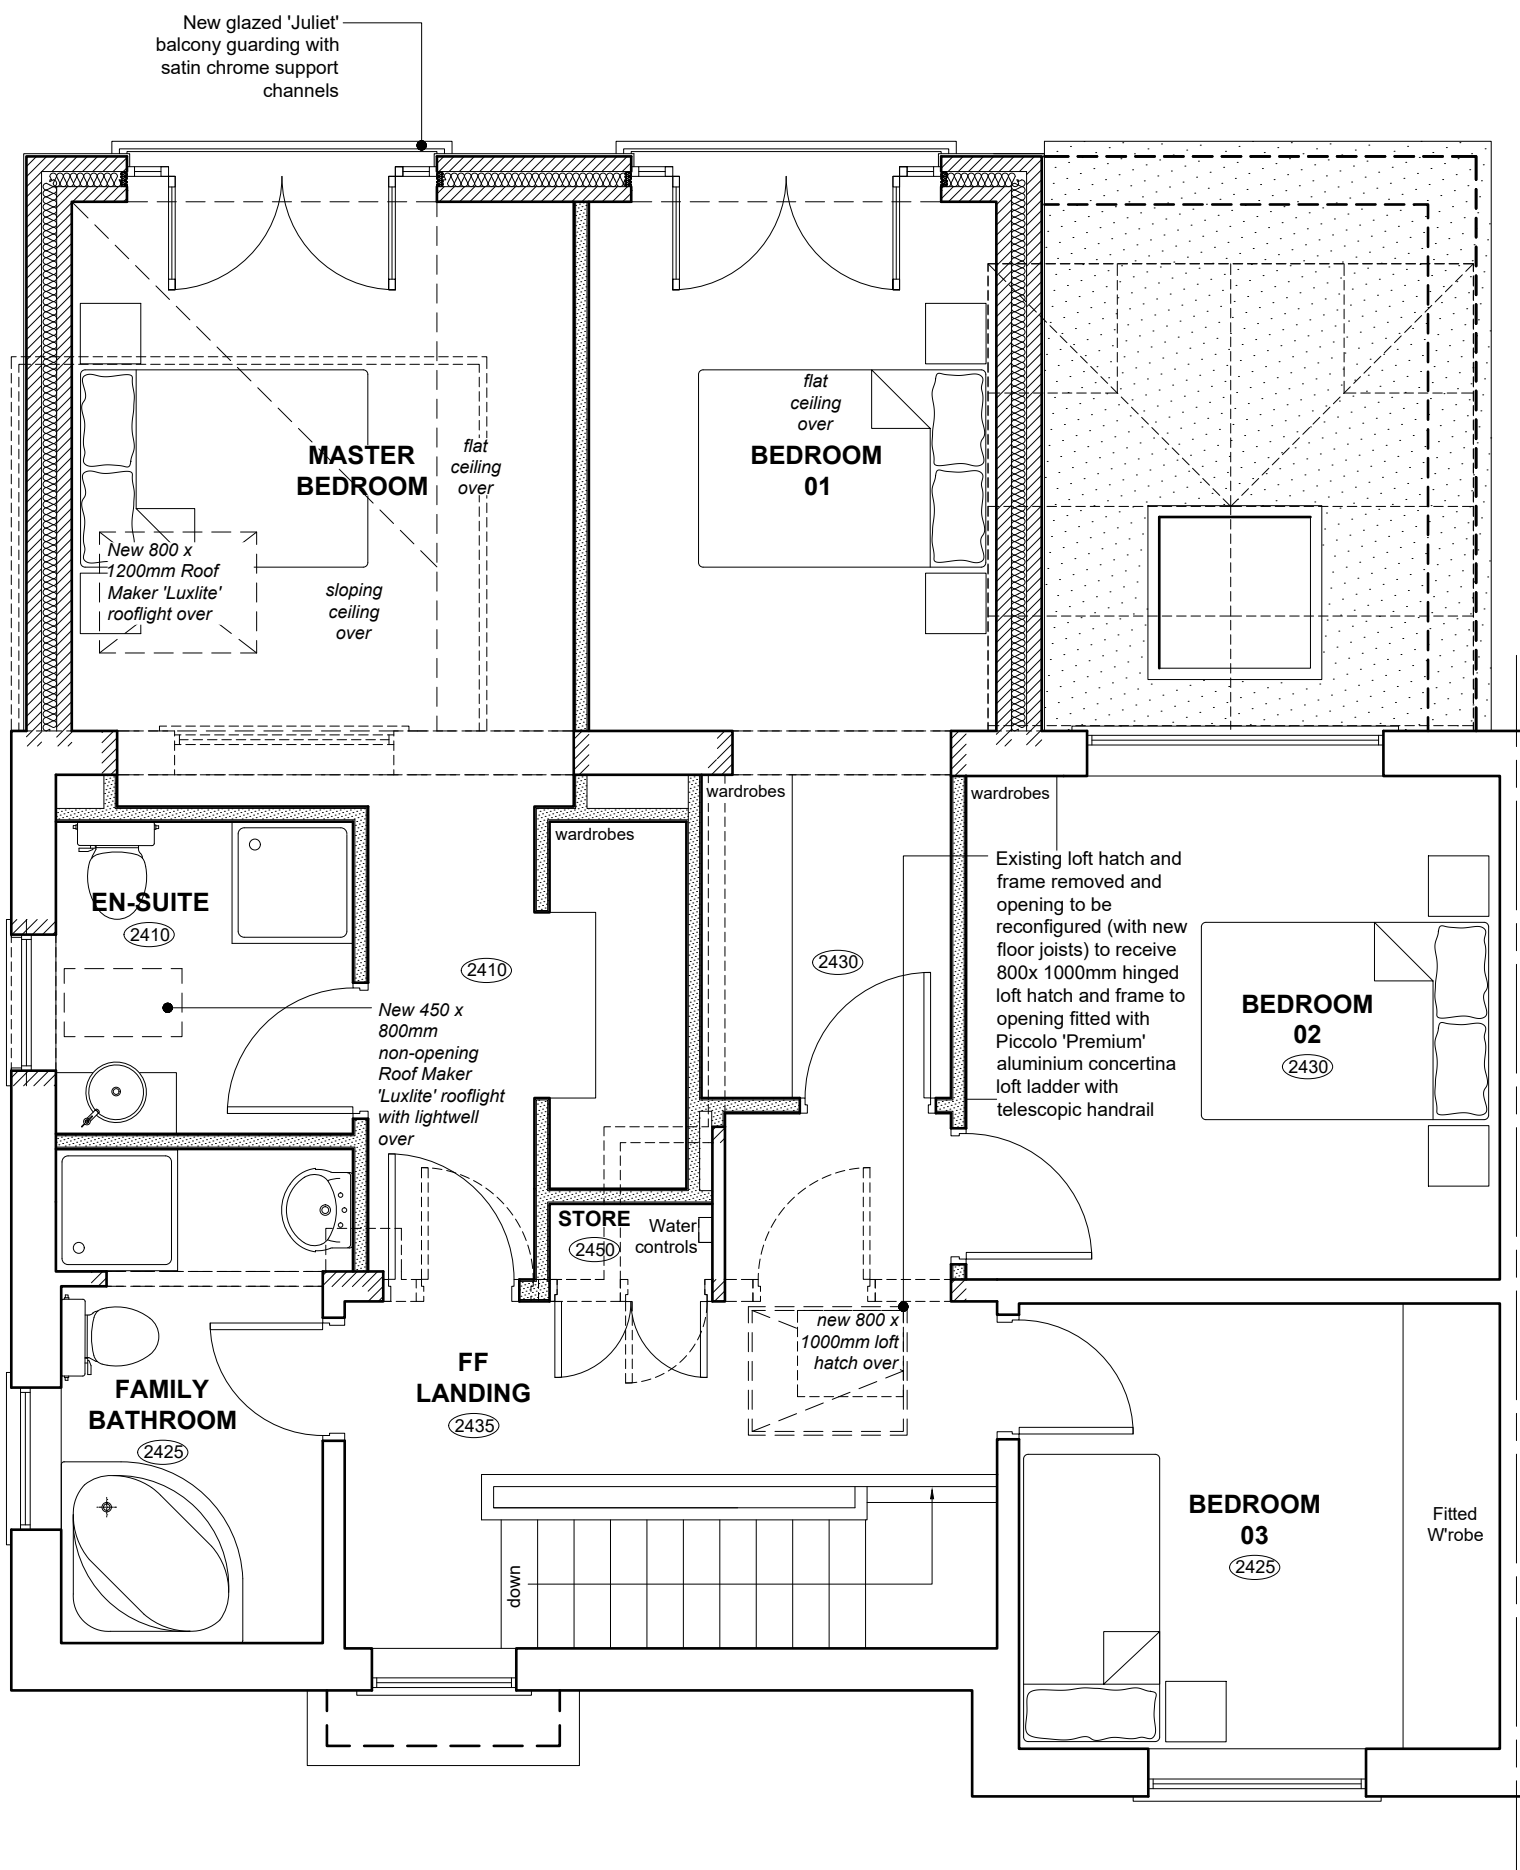 New glazed 'Juliet'
balcony guarding with
satin chrome support
channels
flat
ceiling
over
MASTER
BEDROOM
flat
ceiling
over
BEDROOM
01
New 800 x
1200mm Roof
Maker 'Luxlite'
rooflight over
sloping
ceiling
over
wardrobes
wardrobes
wardrobes
Existing loft hatch and
frame removed and
opening to be
reconfigured (with new
floor joists) to receive
800x 1000mm hinged
loft hatch and frame to
opening fitted with
Piccolo 'Premium'
aluminium concertina
loft ladder with
telescopic handrail
EN-SUITE
2410
2410
2430
New 450 x
800mm
non-opening
Roof Maker
'Luxlite' rooflight
with lightwell
over
BEDROOM
02
2430
STORE
2450
Water
controls
new 800 x
1000mm loft
hatch over
FF
LANDING
2435
FAMILY
BATHROOM
2425
BEDROOM
03
2425
Fitted
W'robe
down